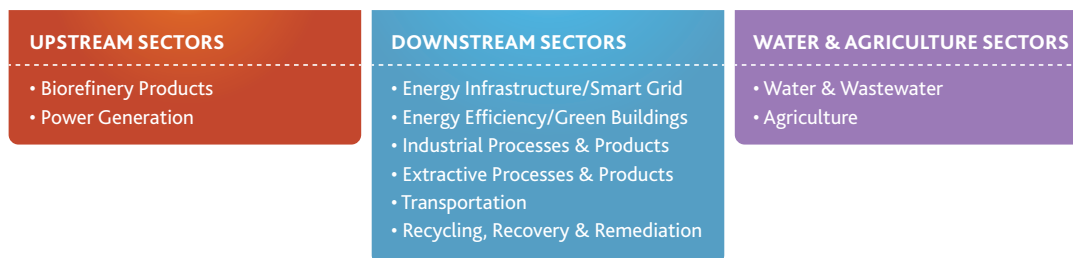 UPSTREAM SECTORS
• Biorefinery Products
• Power Generation
DOWNSTREAM SECTORS
• Energy Infrastructure/Smart Grid
• Energy Efficiency/Green Buildings
• Industrial Processes & Products
• Extractive Processes & Products
• Transportation
• Recycling, Recovery & Remediation
WATER & AGRICULTURE SECTORS
• Water & Wastewater
• Agriculture